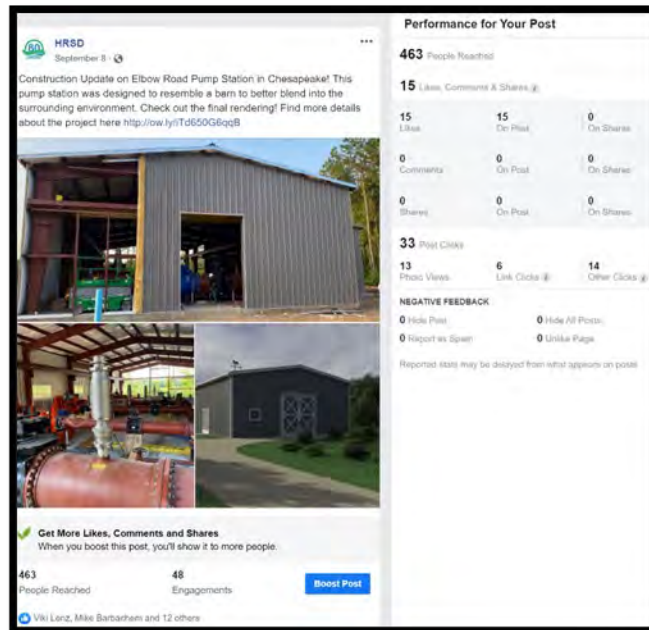 HRSD
September 8 ·
Construction Update on Elbow Road Pump Station in Chesapeake! This
pump station was designed to resemble a barn to better blend into the
surrounding environment. Check out the final rendering! Find more details
about the project here http://ow.ly/iTd650G6qqB
Get More Likes, Comments and Shares
When you boost this post, you'll show it to more people.
463
People Reached
48
Engagements
Boost Post
Viki Lenz, Mike Barbachem and 12 others
Performance for Your Post
463 People Reached
15 Likes, Comments & Shares
15 15 0
Likes On Post On Shares
0 0 0
Comments On Post On Shares
0 0 0
Shares On Post On Shares
33 Post Clicks
13 6 14
Photo Views Link Clicks Other Clicks
NEGATIVE FEEDBACK
0 Hide Post 0 Hide All Posts
0 Report as Spam 0 Unlike Page
Reported stats may be delayed from what appears on posts